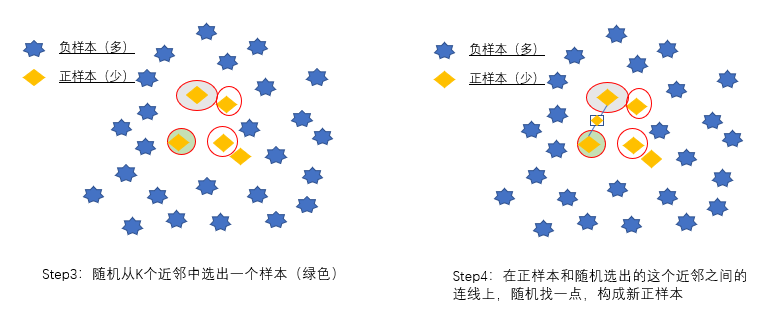 负样本（多）
正样本（少）
Step3：随机从K个近邻中选出一个样本（绿色）
负样本（多）
正样本（少）
Step4：在正样本和随机选出的这个近邻之间的
连线上，随机找一点，构成新正样本